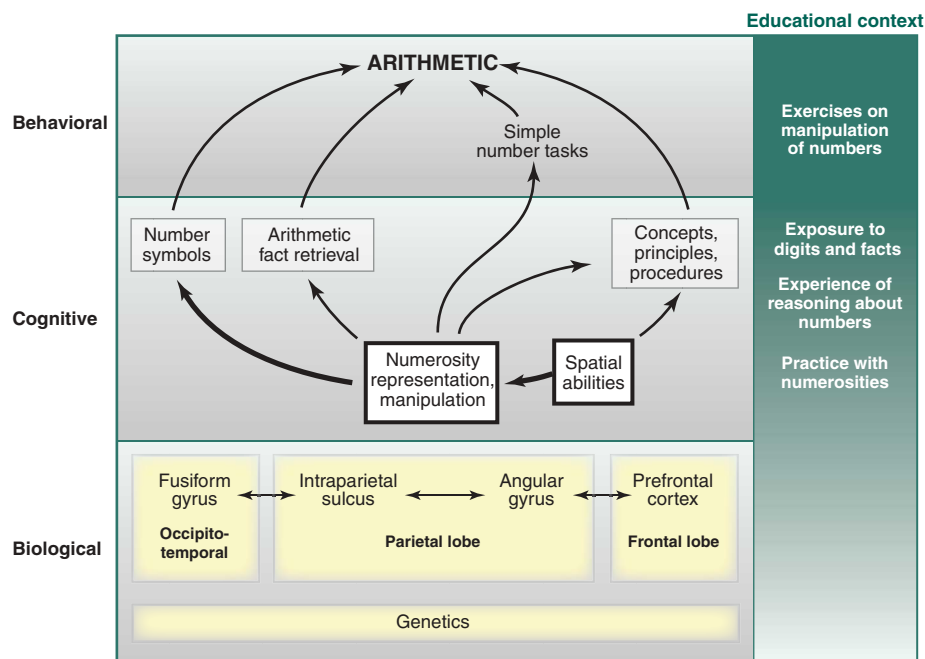 Educational context
Behavioral
ARITHMETIC
Simple
number tasks
Exercises on
manipulation
of numbers
Cognitive
Number
symbols
Arithmetic
fact retrieval
Concepts,
principles,
procedures
Numerosity
representation,
manipulation
Spatial
abilities
Exposure to
digits and facts
Experience of
reasoning about
numbers
Practice with
numerosities
Biological
Fusiform
gyrus
Occipito-
temporal
Intraparietal
sulcus
Angular
gyrus
Parietal lobe
Prefrontal
cortex
Frontal lobe
Genetics